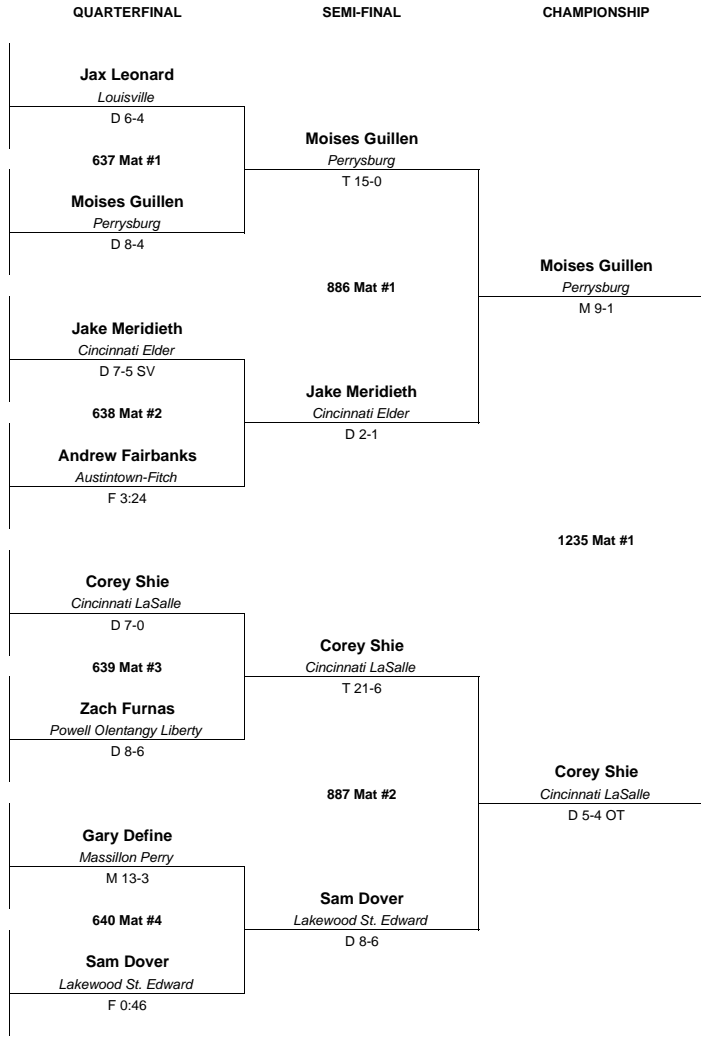 QUARTERFINAL SEMI-FINAL CHAMPIONSHIP
Jax Leonard
Louisville
D 6-4
637 Mat #1
Moises Guillen
Perrysburg
D 8-4
Jake Meridieth
Cincinnati Elder
D 7-5 SV
638 Mat #2
Andrew Fairbanks
Austintown-Fitch
F 3:24
Corey Shie
Cincinnati LaSalle
D 7-0
639 Mat #3
Zach Furnas
Powell Olentangy Liberty
D 8-6
Gary Define
Massillon Perry
M 13-3
640 Mat #4
Sam Dover
Lakewood St. Edward
F 0:46
Moises Guillen
Perrysburg
T 15-0
886 Mat #1
Jake Meridieth
Cincinnati Elder
D 2-1
Corey Shie
Cincinnati LaSalle
T 21-6
887 Mat #2
Sam Dover
Lakewood St. Edward
D 8-6
Moises Guillen
Perrysburg
M 9-1
1235 Mat #1
Corey Shie
Cincinnati LaSalle
D 5-4 OT